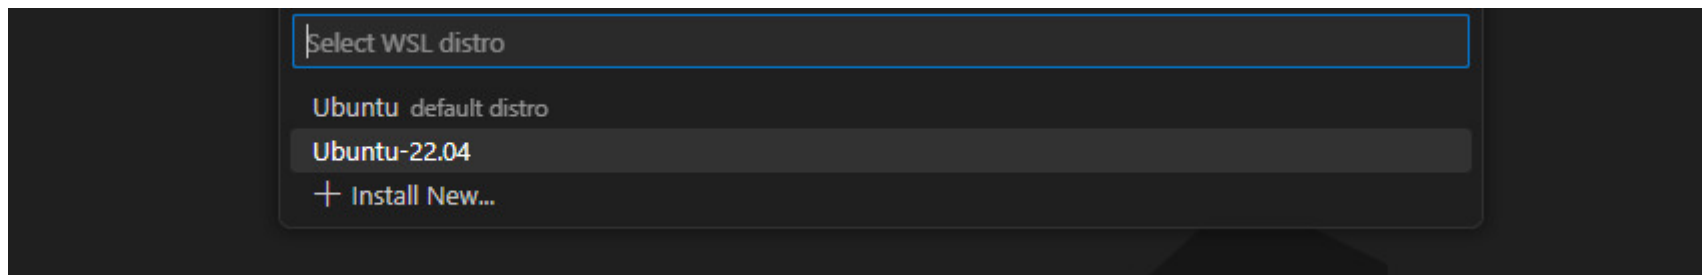 Select WSL distro
Ubuntu default distro
Ubuntu-22.04
+ Install New...